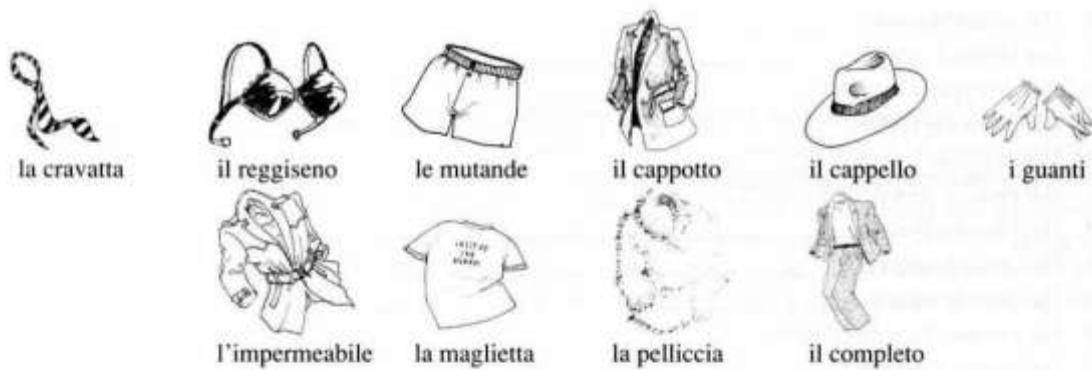 la cravatta il reggiseno le mutande il cappotto il cappello i guanti
l'impermeabile la maglietta la pelliccia il completo